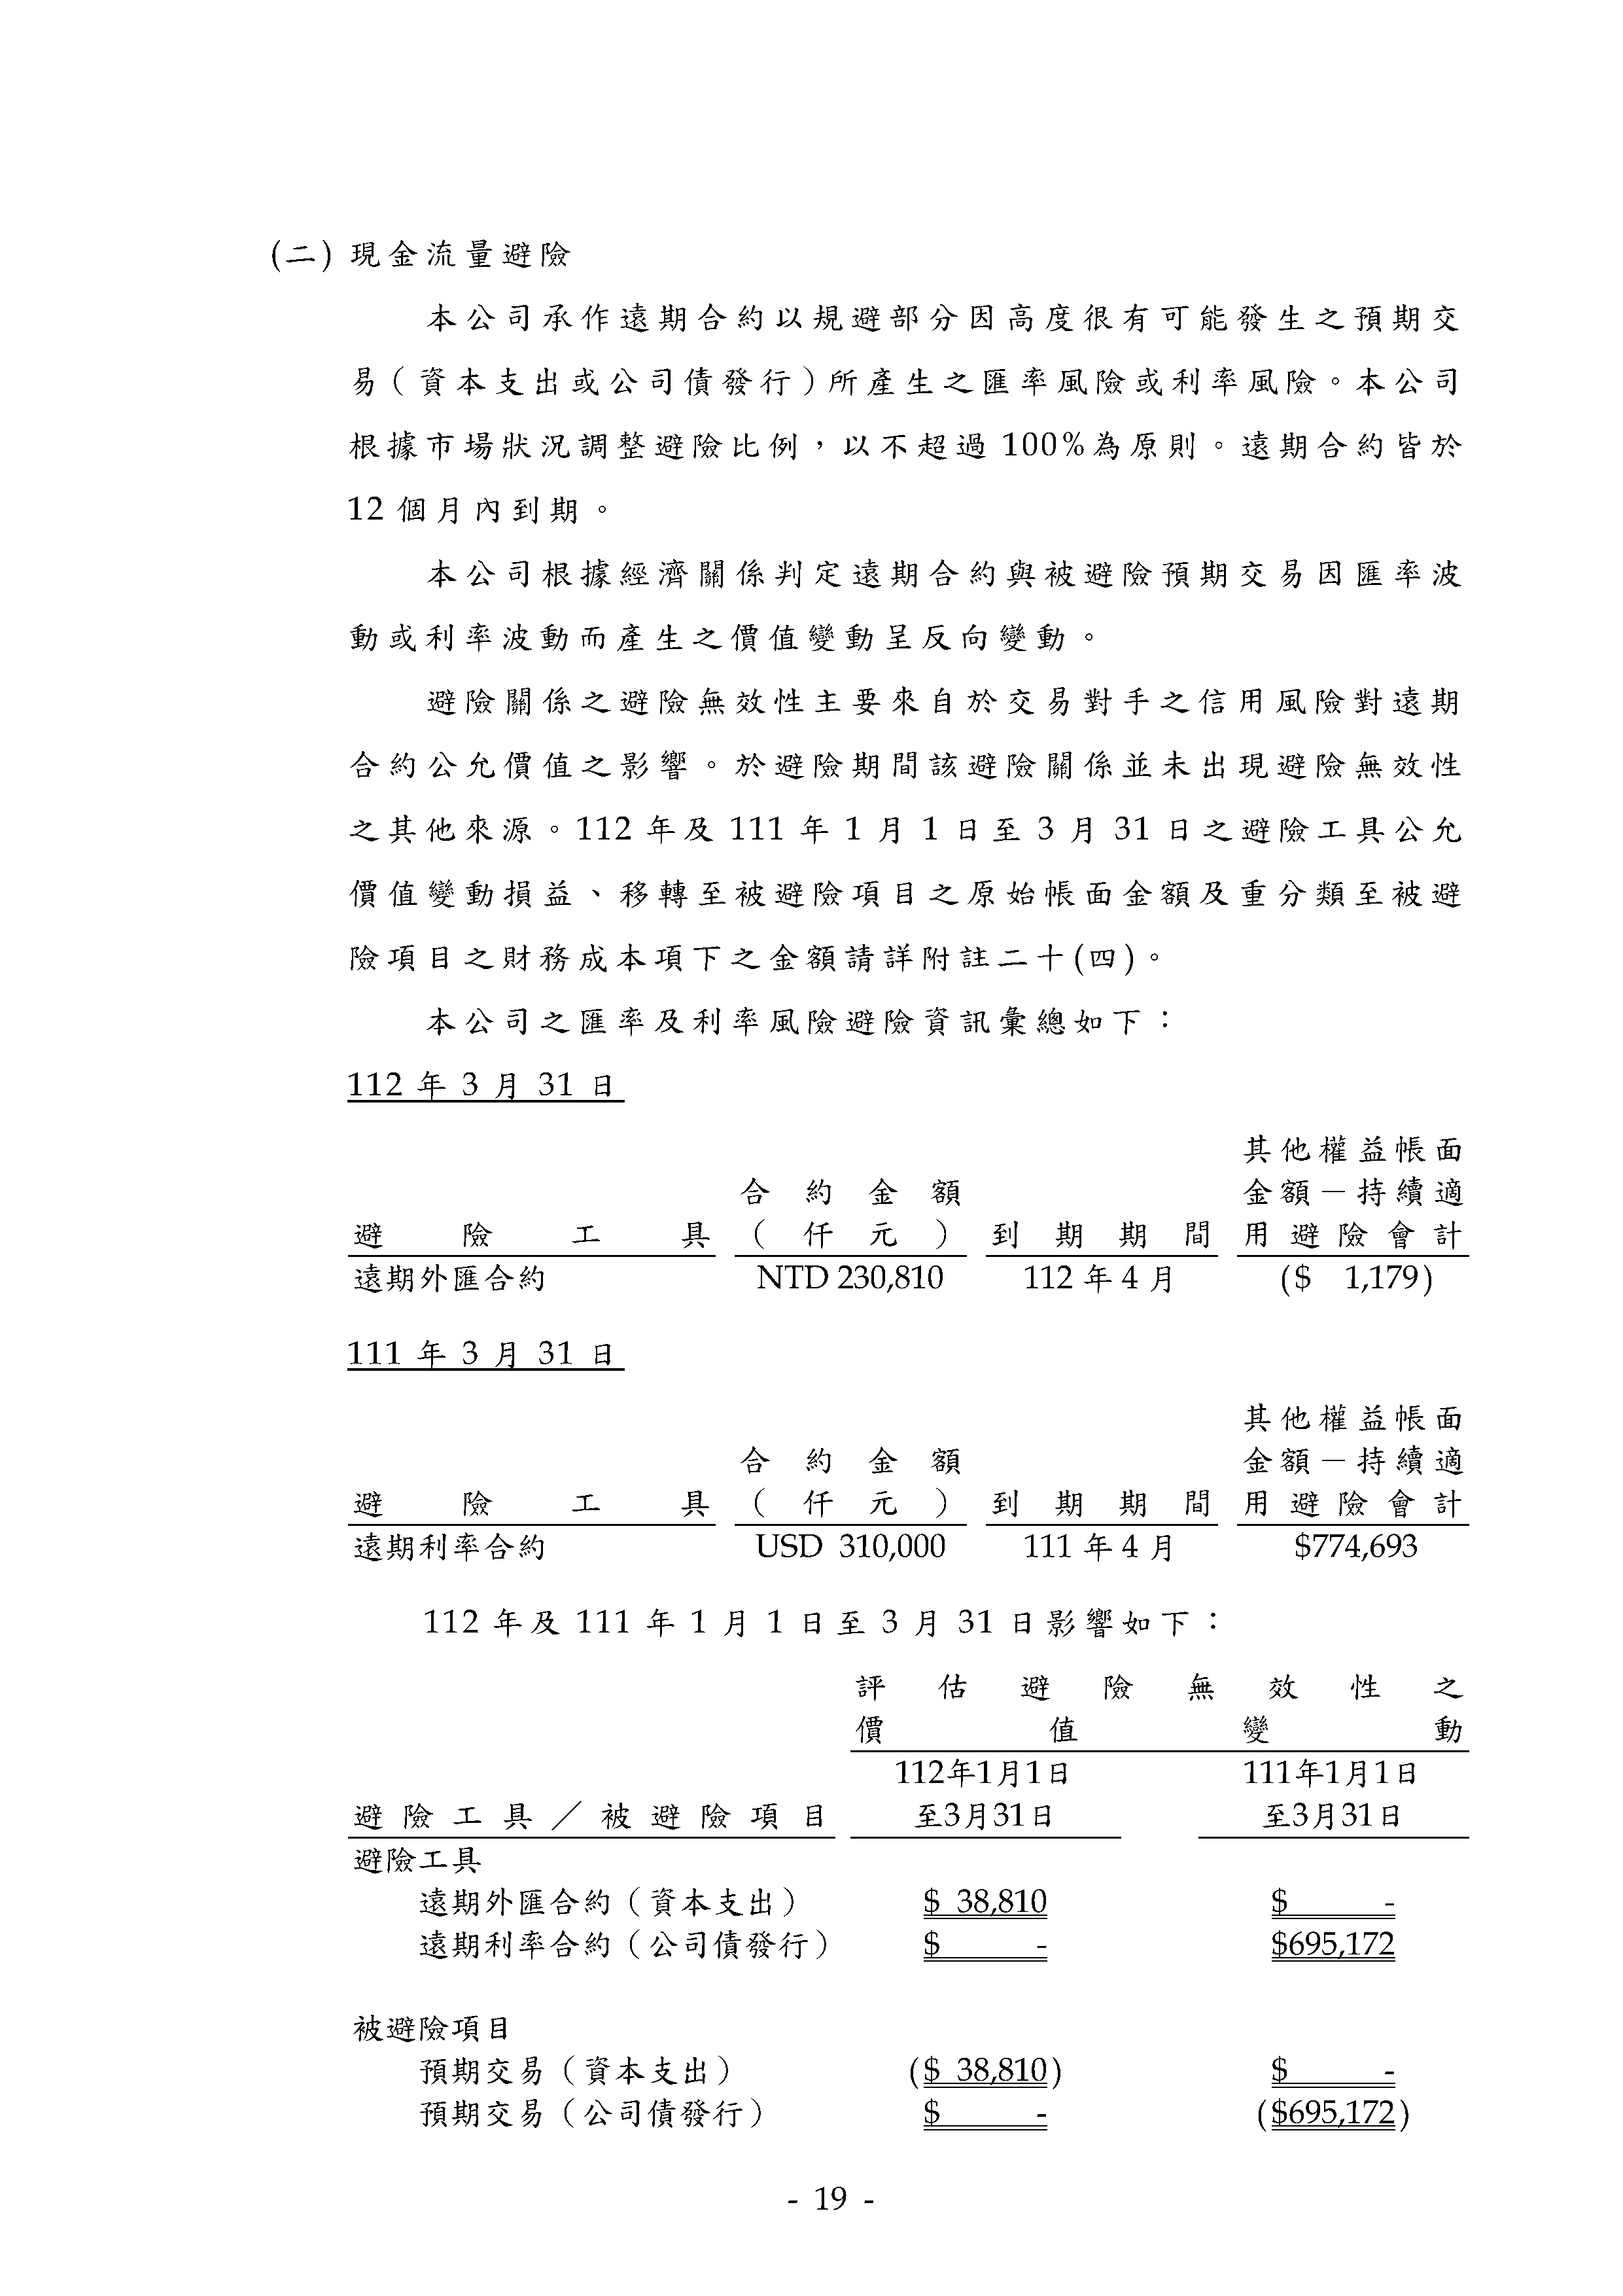 (二) 現金流量避險
本公司承作遠期合約以規避部分因高度很有可能發生之預期交
易（資本支出或公司債發行）所產生之匯率風險或利率風險。本公司
根據市場狀況調整避險比例，以不超過 100%為原則。遠期合約皆於
12 個月內到期。
本公司根據經濟關係判定遠期合約與被避險預期交易因匯率波
動或利率波動而產生之價值變動呈反向變動。
避險關係之避險無效性主要來自於交易對手之信用風險對遠期
合約公允價值之影響。於避險期間該避險關係並未出現避險無效性
之其他來源。112 年及 111 年 1 月 1 日至 3 月 31 日之避險工具公允
價值變動損益、移轉至被避險項目之原始帳面金額及重分類至被避
險項目之財務成本項下之金額請詳附註二十(四)。
本公司之匯率及利率風險避險資訊彙總如下：
112 年 3 月 31 日
其他權益帳面
合約金額 金額－持續適
避險工具 （仟元） 到期期間 用避險會計
遠期外匯合約 NTD 230,810 112 年 4 月 ($ 1,179)
111 年 3 月 31 日
其他權益帳面
合約金額 金額－持續適
避險工具 （仟元） 到期期間 用避險會計
遠期利率合約 USD 310,000 111 年 4 月 $774,693
112 年及 111 年 1 月 1 日至 3 月 31 日影響如下：
評估避險無效性之
價值變動
112年1月1日 111年1月1日
避險工具／被避險項目 至3月31日 至3月31日
避險工具
遠期外匯合約（資本支出） $ 38,810 $ -
遠期利率合約（公司債發行） $ - $695,172
被避險項目
預期交易（資本支出） ($ 38,810) $ -
預期交易（公司債發行） $ - ($695,172)
- 19 -